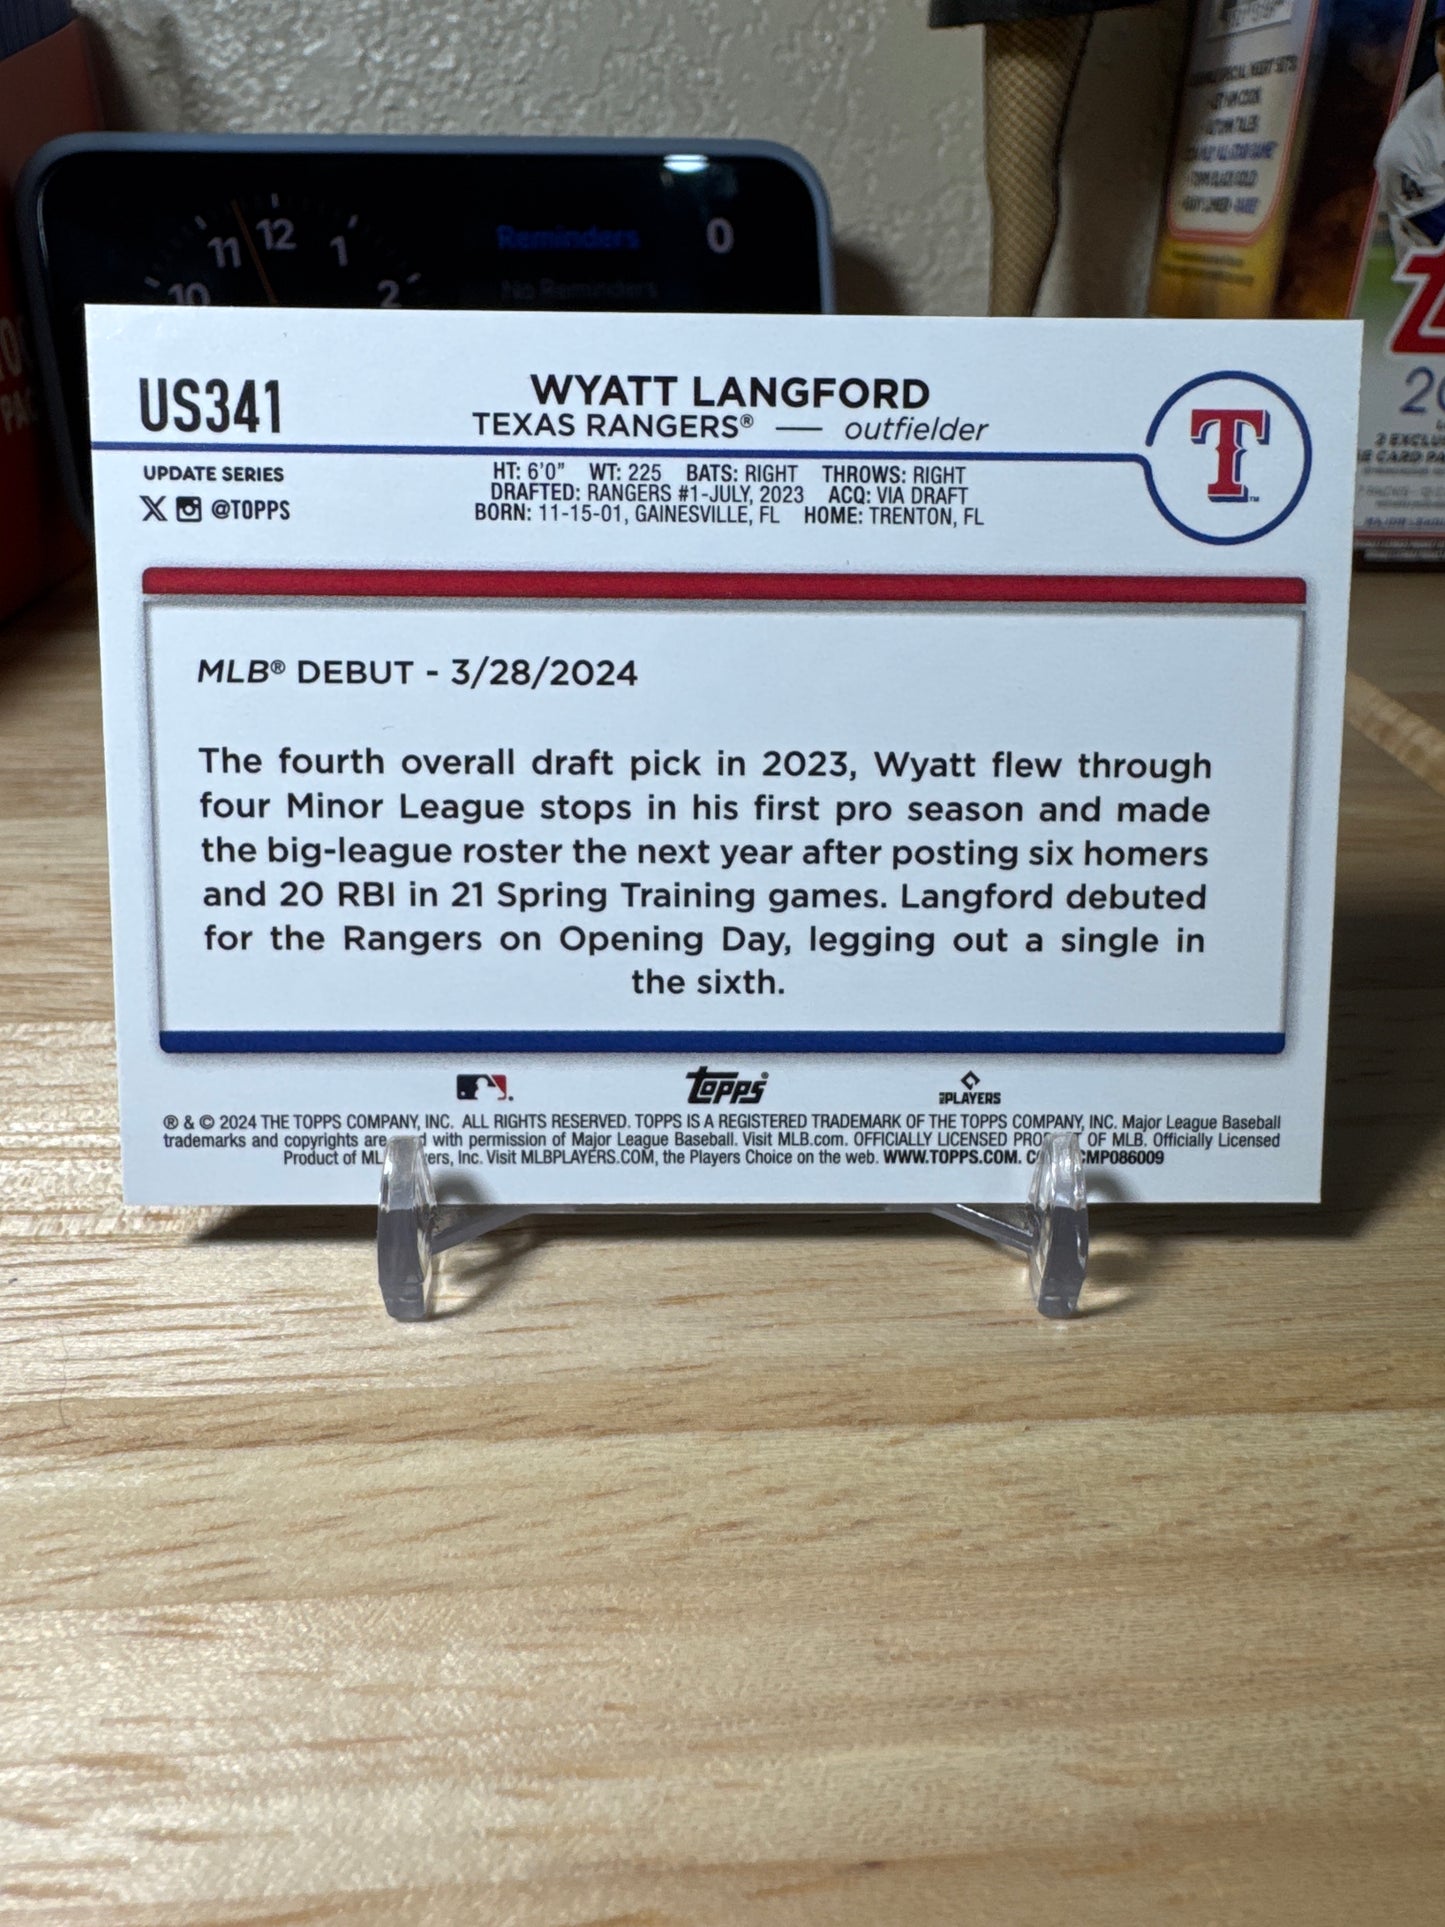 11 12 1
10 2
Reminders 0
No Reminders
US341
UPDATE SERIES
@TOPPS
WYATT LANGFORD
TEXAS RANGERS® — outfielder
HT: 6'0" WT: 225 BATS: RIGHT THROWS: RIGHT
DRAFTED: RANGERS #1-JULY, 2023 ACQ: VIA DRAFT
BORN: 11-15-01, GAINESVILLE, FL HOME: TRENTON, FL
T
MLB® DEBUT - 3/28/2024
The fourth overall draft pick in 2023, Wyatt flew through
four Minor League stops in his first pro season and made
the big-league roster the next year after posting six homers
and 20 RBI in 21 Spring Training games. Langford debuted
for the Rangers on Opening Day, legging out a single in
the sixth.
Topps®
PLAYERS
® & © 2024 THE TOPPS COMPANY, INC. ALL RIGHTS RESERVED. TOPPS IS A REGISTERED TRADEMARK OF THE TOPPS COMPANY, INC. Major League Baseball
trademarks and copyrights are with permission of Major League Baseball. Visit MLB.com. OFFICIALLY LICENSED OF MLB. Officially Licensed
Product of Inc. Visit MLBPLAYERS.COM, the Players Choice on the web. WWW.TOPPS.COM. CMP086009